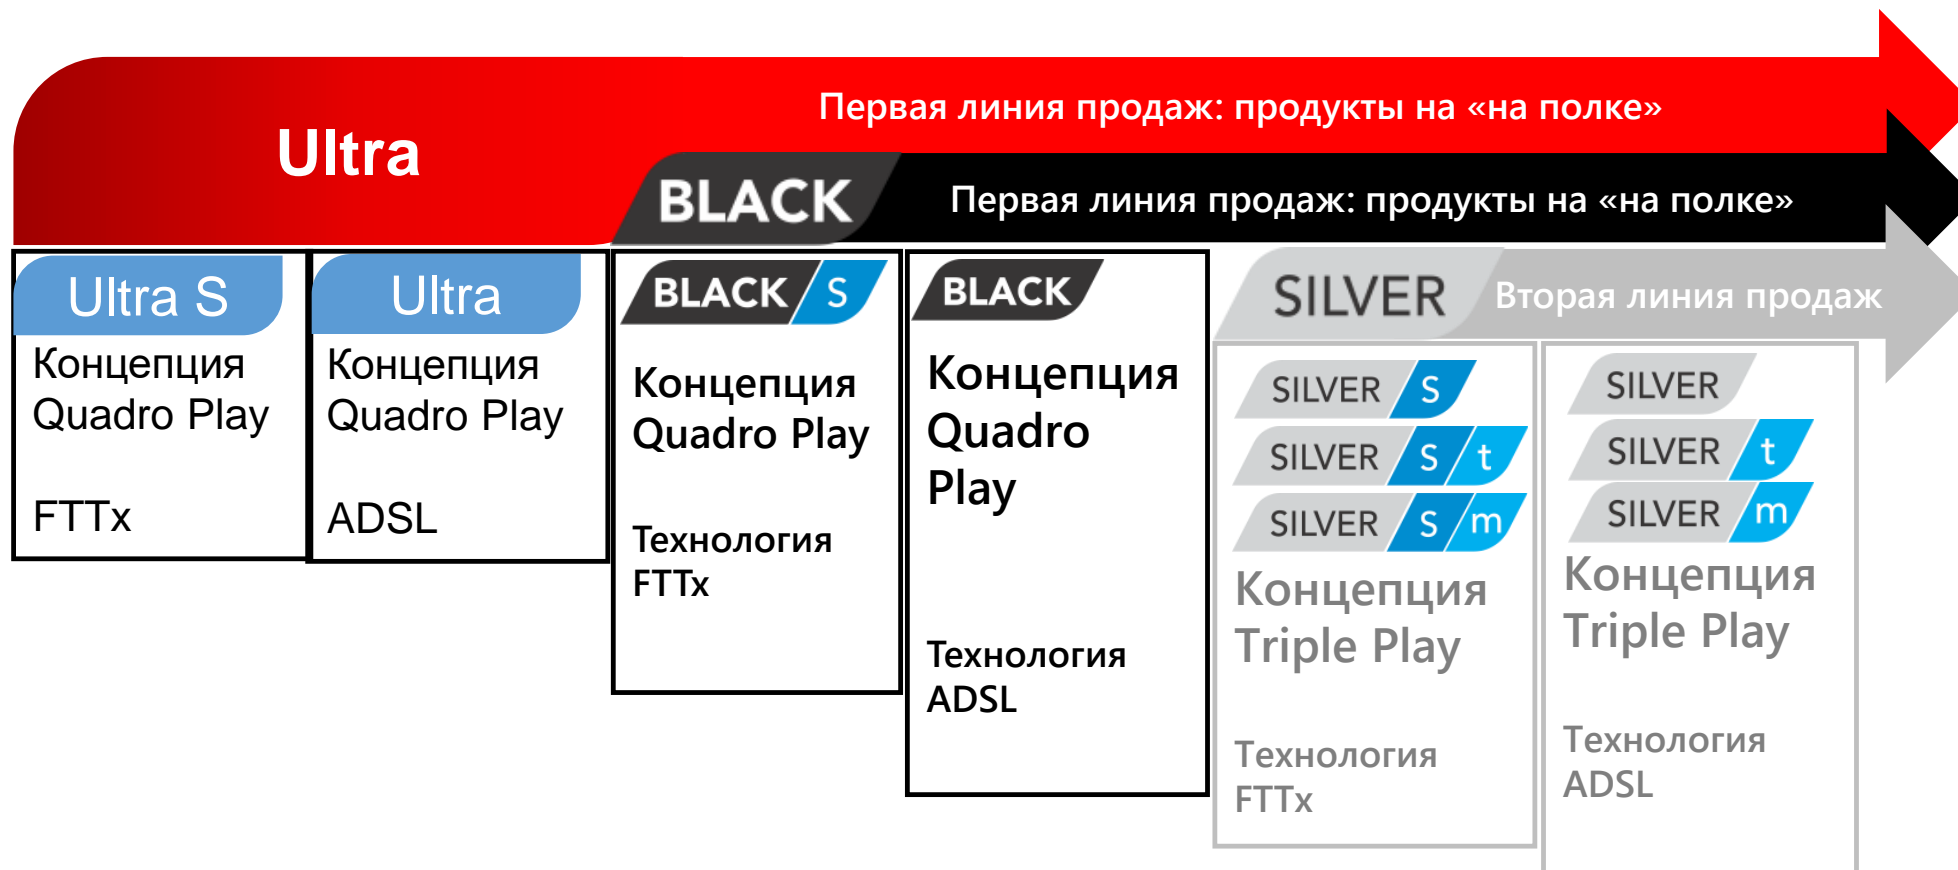 Первая линия продаж: продукты на «на полке»
Ultra
BLACK
Первая линия продаж: продукты на «на полке»
SILVER
Вторая линия продаж
Ultra S
Концепция
Quadro Play
FTTx
Ultra
Концепция
Quadro Play
ADSL
BLACK S
Концепция
Quadro Play
Технология
FTTx
BLACK
Концепция
Quadro
Play
Технология
ADSL
SILVER S
SILVER S t
SILVER S m
Концепция
Triple Play
Технология
FTTx
SILVER
SILVER t
SILVER m
Концепция
Triple Play
Технология
ADSL